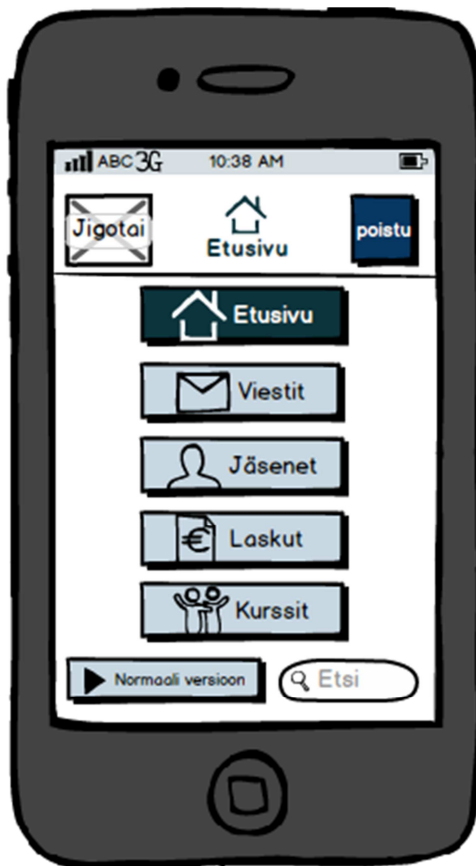 ABC 3G 10:38 AM
Jigotai
Etusivu
poistu
Etusivu
Viestit
Jäsenet
€ Laskut
Kurssit
Normaali versioon
Etsi